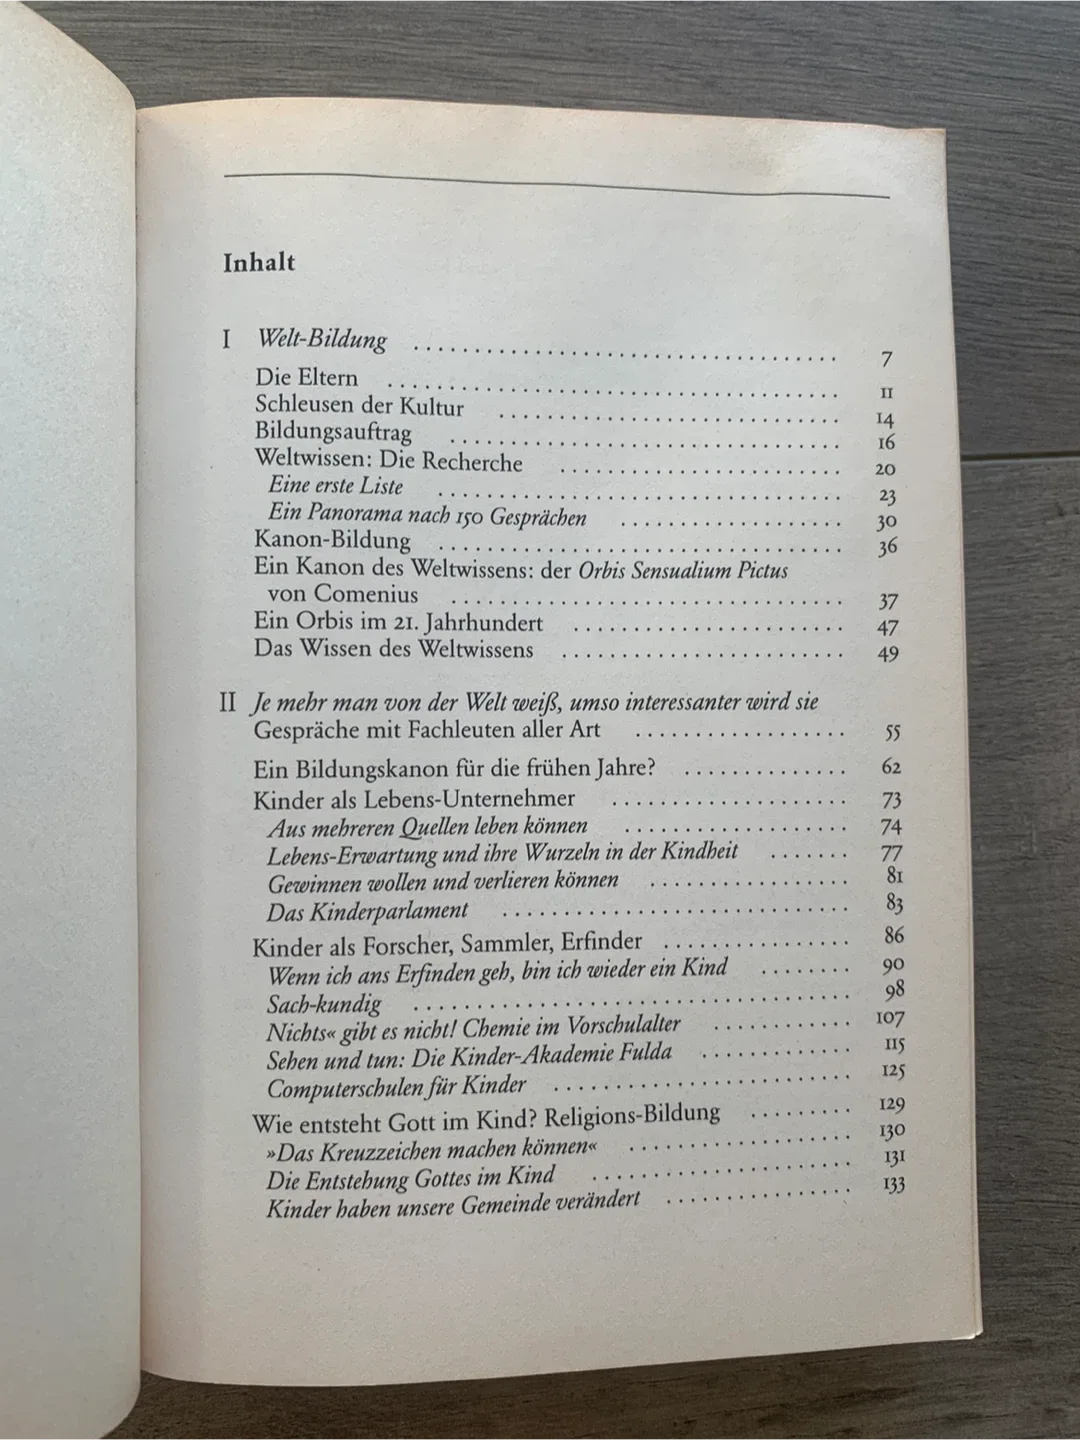 Inhalt
I Welt-Bildung ........................................ 7
Die Eltern ........................................ 11
Schleusen der Kultur ........................................ 14
Bildungsauftrag ........................................ 16
Weltwissen: Die Recherche ........................................ 20
Eine erste Liste ........................................ 23
Ein Panorama nach 150 Gesprächen ........................................ 30
Kanon-Bildung ........................................ 36
Ein Kanon des Weltwissens: der Orbis Sensualium Pictus
von Comenius ........................................ 37
Ein Orbis im 21. Jahrhundert ........................................ 47
Das Wissen des Weltwissens ........................................ 49
II Je mehr man von der Welt weiß, umso interessanter wird sie
Gespräche mit Fachleuten aller Art ........................................ 55
Ein Bildungskanon für die frühen Jahre? ........................................ 62
Kinder als Lebens-Unternehmer ........................................ 73
Aus mehreren Quellen leben können ........................................ 74
Lebens-Erwartung und ihre Wurzeln in der Kindheit ....... 77
Gewinnen wollen und verlieren können ........................................ 81
Das Kinderparlament ........................................ 83
Kinder als Forscher, Sammler, Erfinder ........................................ 86
Wenn ich ans Erfinden geh, bin ich wieder ein Kind ........ 90
Sach-kundig ........................................ 98
Nichts« gibt es nicht! Chemie im Vorschulalter ............ 107
Sehen und tun: Die Kinder-Akademie Fulda ............. 115
Computerschulen für Kinder ........................................ 125
Wie entsteht Gott im Kind? Religions-Bildung ......... 129
»Das Kreuzzeichen machen können« ................... 130
Die Entstehung Gottes im Kind ...................... 131
Kinder haben unsere Gemeinde verändert ................ 133